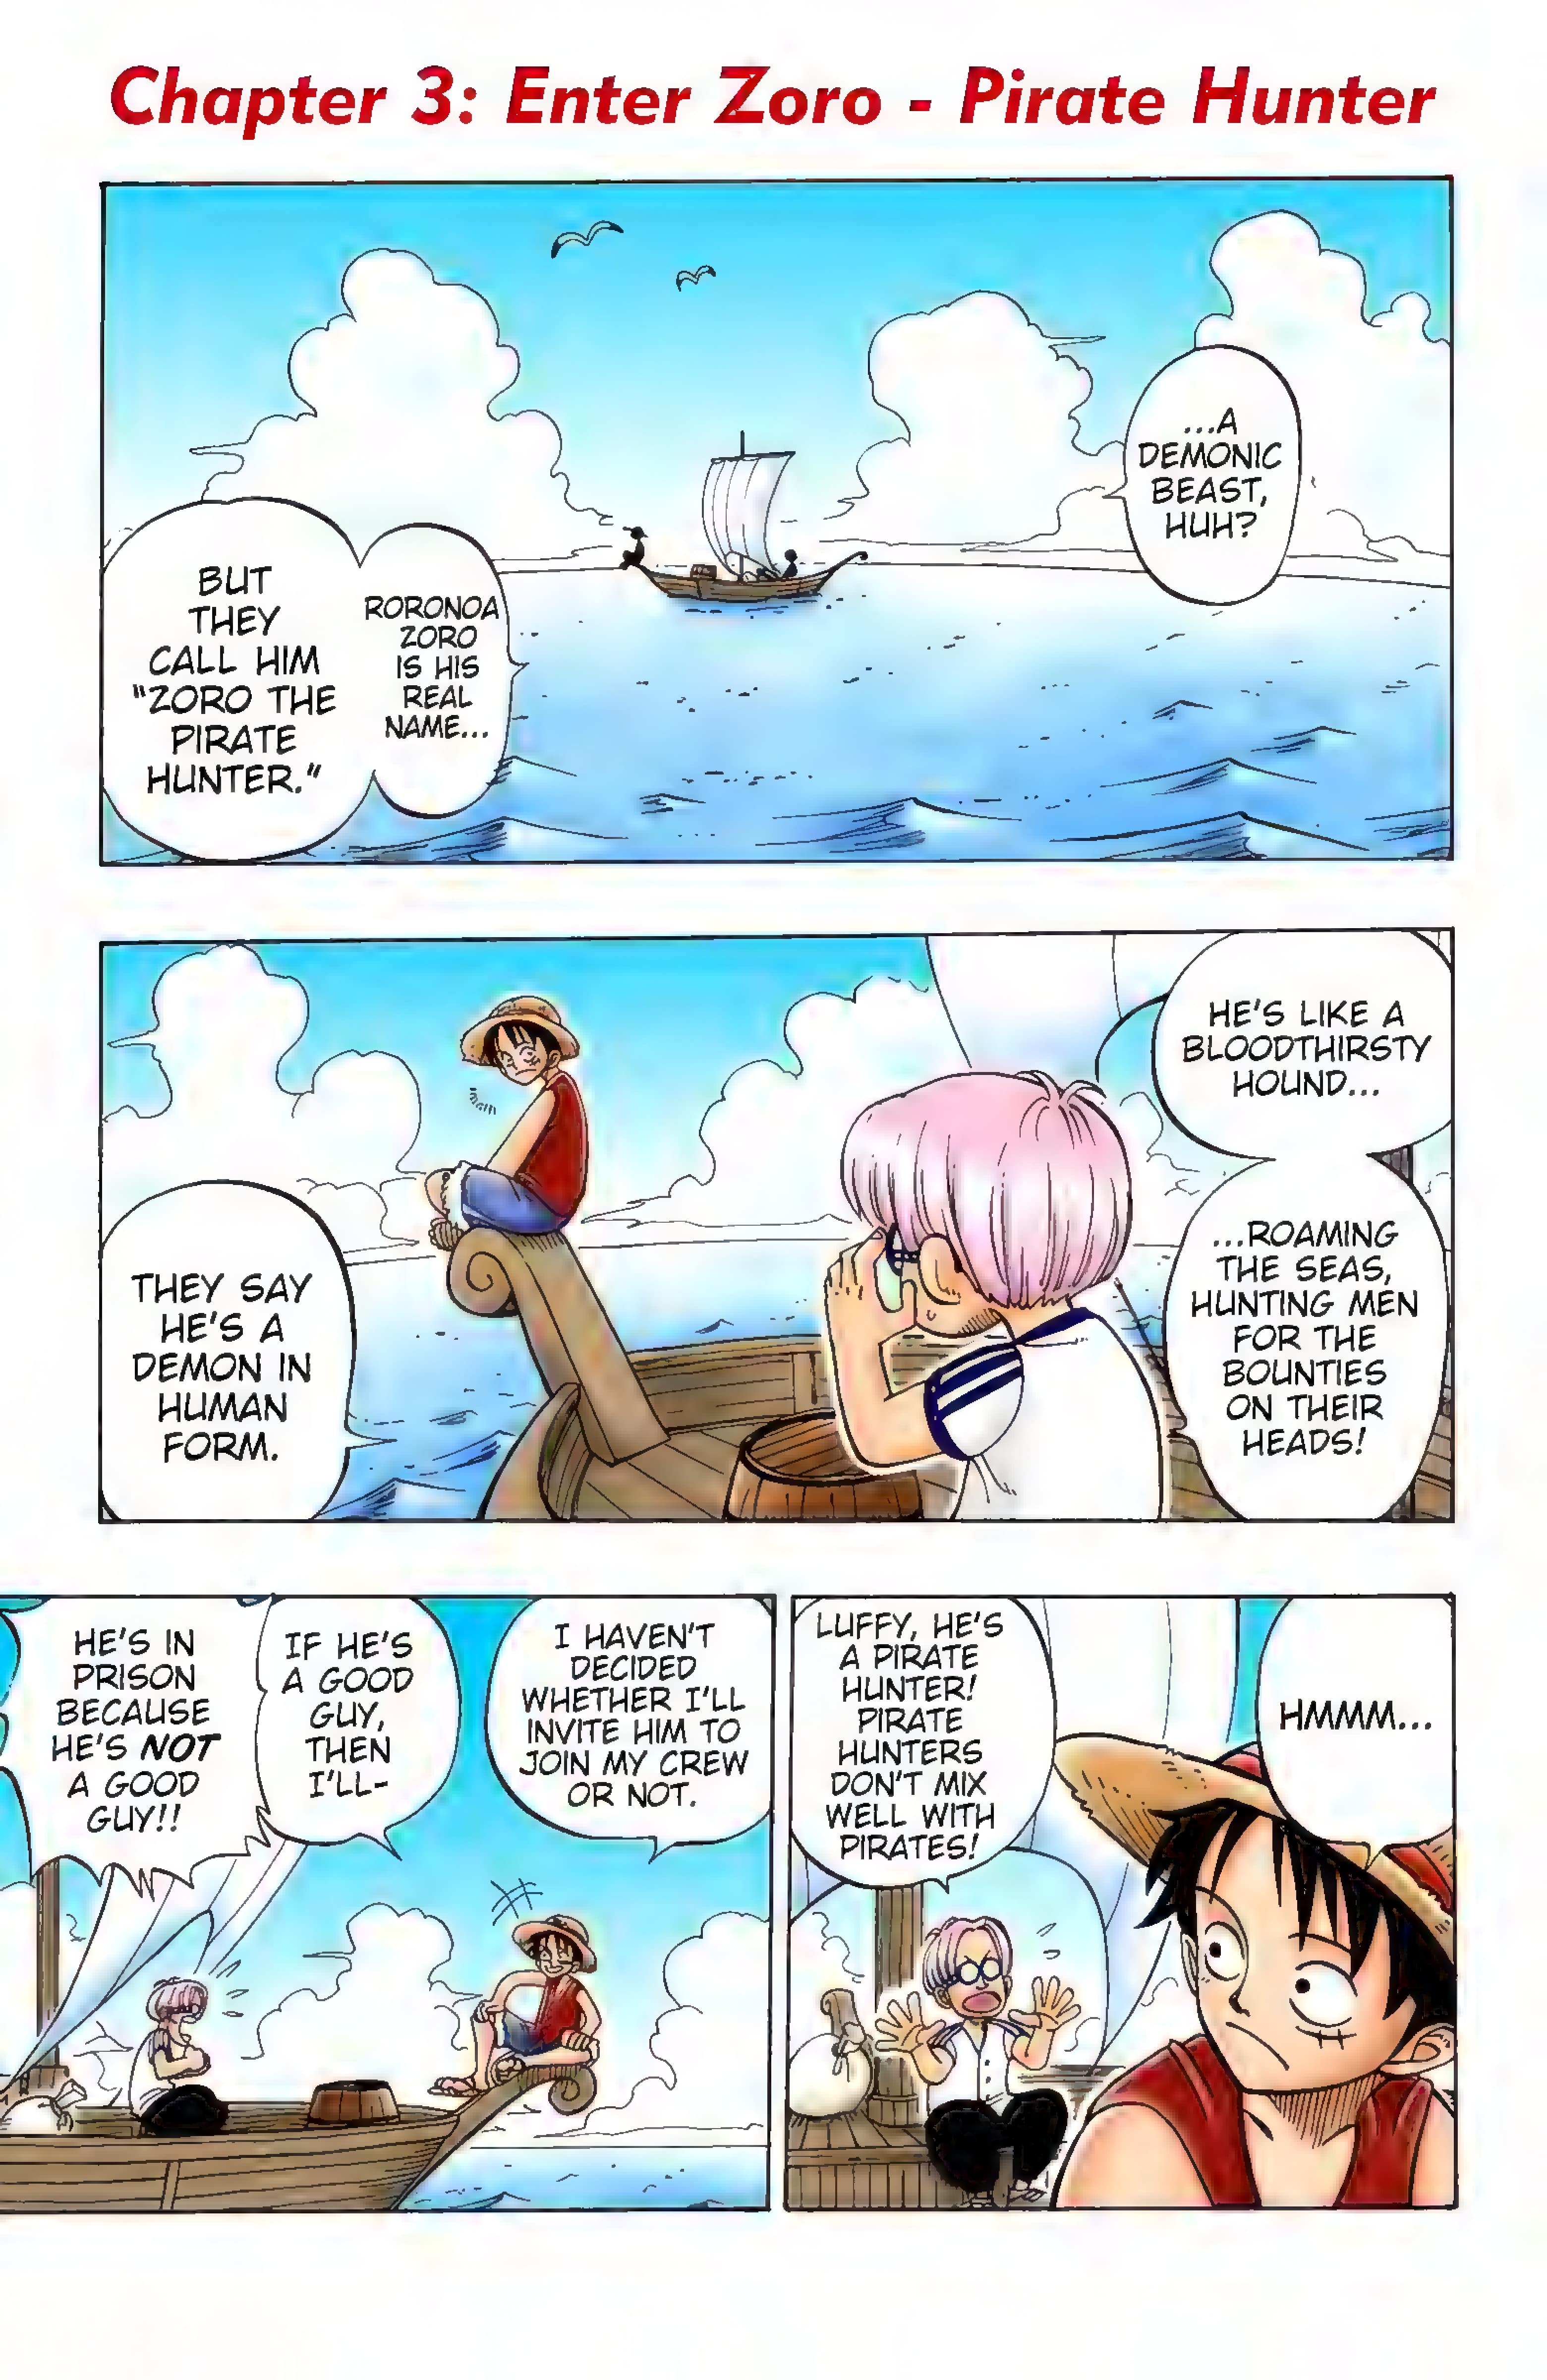 Chapter 3: Enter Zoro - Pirate Hunter
...A
DEMONIC
BEAST,
HUH?
RORONOA
ZORO
IS HIS
REAL
NAME...
BUT
THEY
CALL HIM
"ZORO THE
PIRATE
HUNTER."
HE'S LIKE A
BLOODTHIRSTY
HOUND...
...ROAMING
THE SEAS,
HUNTING MEN
FOR THE
BOUNTIES
ON THEIR
HEADS!
THEY SAY
HE'S A
DEMON IN
HUMAN
FORM.
HMMM...
LUFFY, HE'S
A PIRATE
HUNTER!
PIRATE
HUNTERS
DON'T MIX
WELL WITH
PIRATES!
I HAVEN'T
DECIDED
WHETHER I'LL
INVITE HIM TO
JOIN MY CREW
OR NOT.
IF HE'S
A GOOD
GUY,
THEN
I'LL-
HE'S IN
PRISON
BECAUSE
HE'S NOT
A GOOD
GUY!!